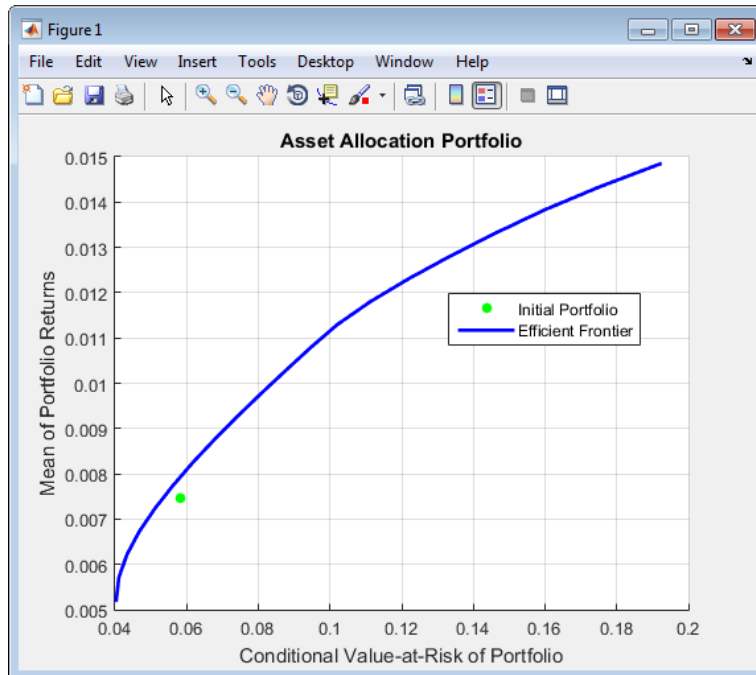 Figure 1
File Edit View Insert Tools Desktop Window Help
Asset Allocation Portfolio
0.015
0.014
0.013
0.012
0.011
0.01
0.009
0.008
0.007
0.006
0.005
Mean of Portfolio Returns
Initial Portfolio
Efficient Frontier
0.04 0.06 0.08 0.1 0.12 0.14 0.16 0.18 0.2
Conditional Value-at-Risk of Portfolio